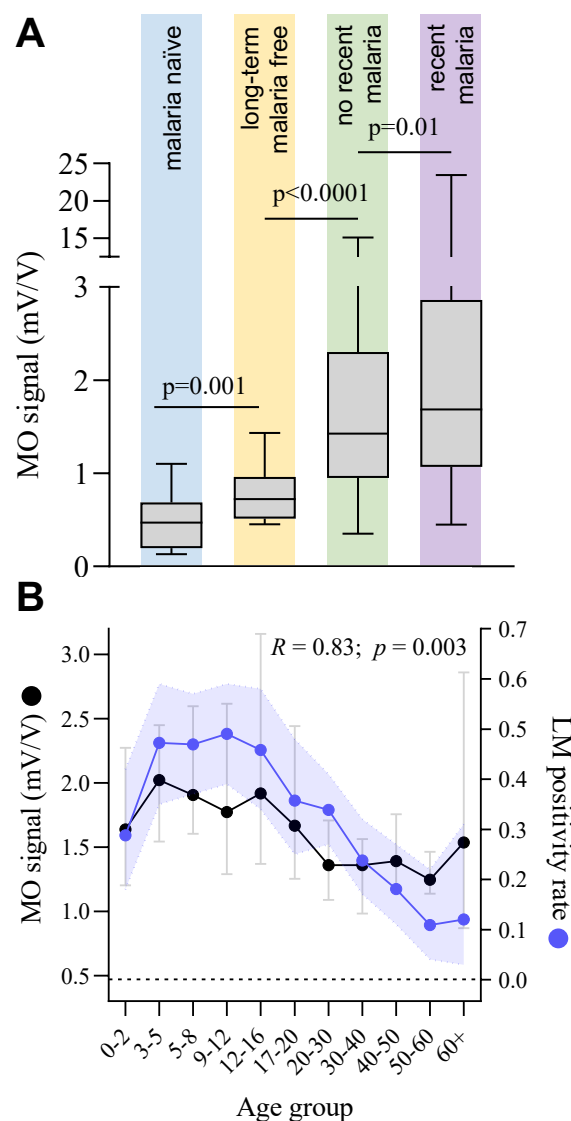 A
malaria naïve
long-term
malaria free
no recent
malaria
recent
malaria
p=0.01
p<0.0001
p=0.001
MO signal (mV/V)
25
20
15
3
2
1
0
B
R = 0.83; p = 0.003
MO signal (mV/V)
3.0
2.5
2.0
1.5
1.0
0.5
0.7
0.6
0.5
0.4
0.3
0.2
0.1
0.0
LM positivity rate
0-2
3-5
5-8
9-12
12-16
17-20
20-30
30-40
40-50
50-60
60+
Age group